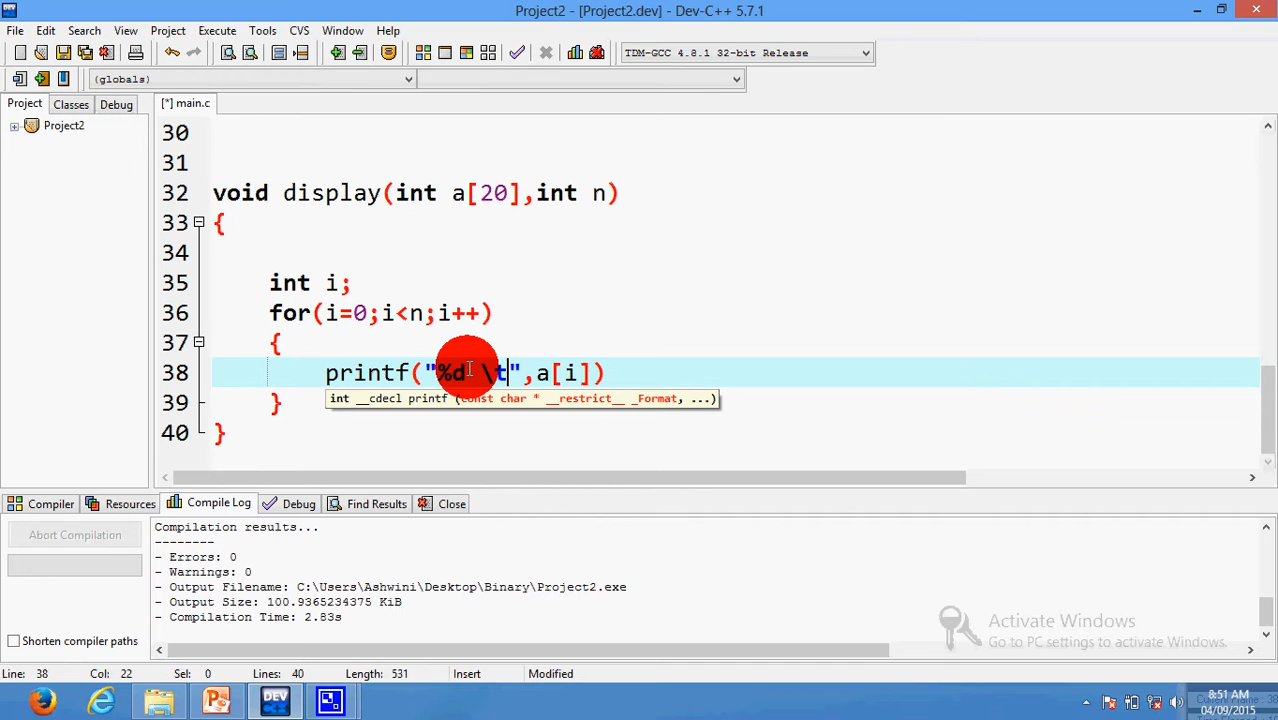 Project2 - [Project2.dev] - Dev-C++ 5.7.1
File Edit Search View Project Execute Tools CVS Window Help
TDM-GCC 4.8.1 32-bit Release
(globals)
Project Classes Debug [*] main.c
Project2
30
31
32 void display(int a[20],int n)
33 {
34
35 int i;
36 for(i=0;i<n;i++)
37 {
38 printf("%d \t",a[i])
int __cdecl printf (const char * __restrict__ _Format, ...)
39 }
40 }
Compiler Resources Compile Log Debug Find Results Close
Abort Compilation
Shorten compiler paths
Compilation results...
--------
- Errors: 0
- Warnings: 0
- Output Filename: C:\Users\Ashwini\Desktop\Binary\Project2.exe
- Output Size: 100.9365234375 KiB
- Compilation Time: 2.83s
Activate Windows
Go to PC settings to activate Windows.
Line: 38 Col: 22 Sel: 0 Lines: 40 Length: 531 Insert Modified
DEV C++
8:51 AM
04/09/2015